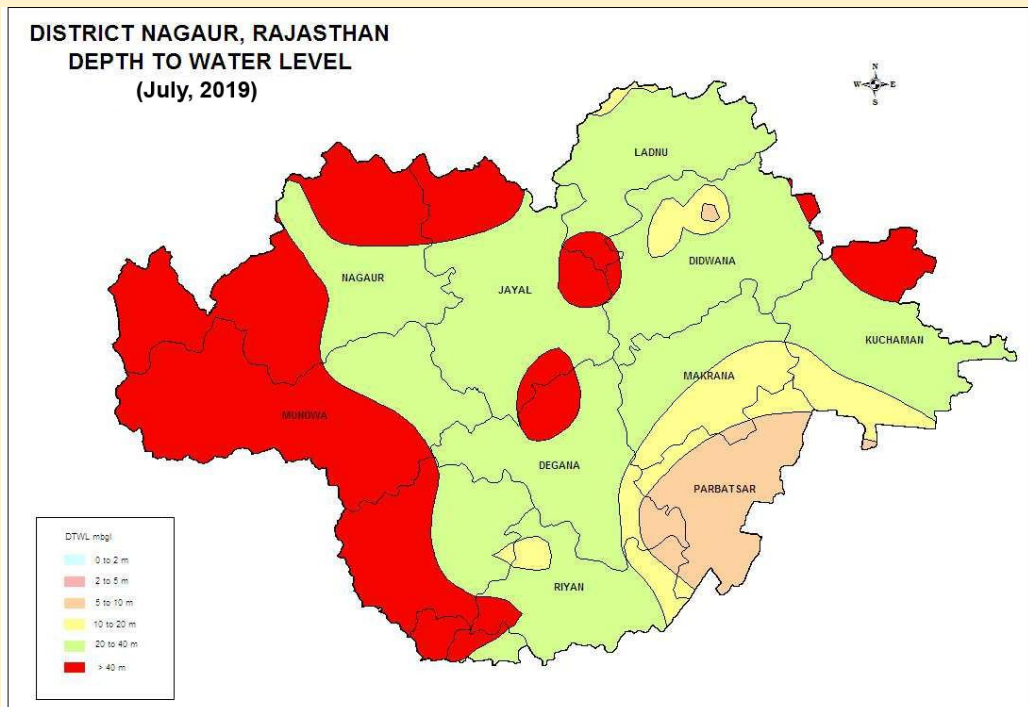 DISTRICT NAGAUR, RAJASTHAN
DEPTH TO WATER LEVEL
(July, 2019)
N
W E
S
LADNU
DIDWANA
NAGAUR
JAYAL
KUCHAMAN
MAKRANA
MUNDWA
DEGANA
PARBATSAR
RIYAN
DTWL mbgl
0 to 2 m
2 to 5 m
5 to 10 m
10 to 20 m
20 to 40 m
> 40 m